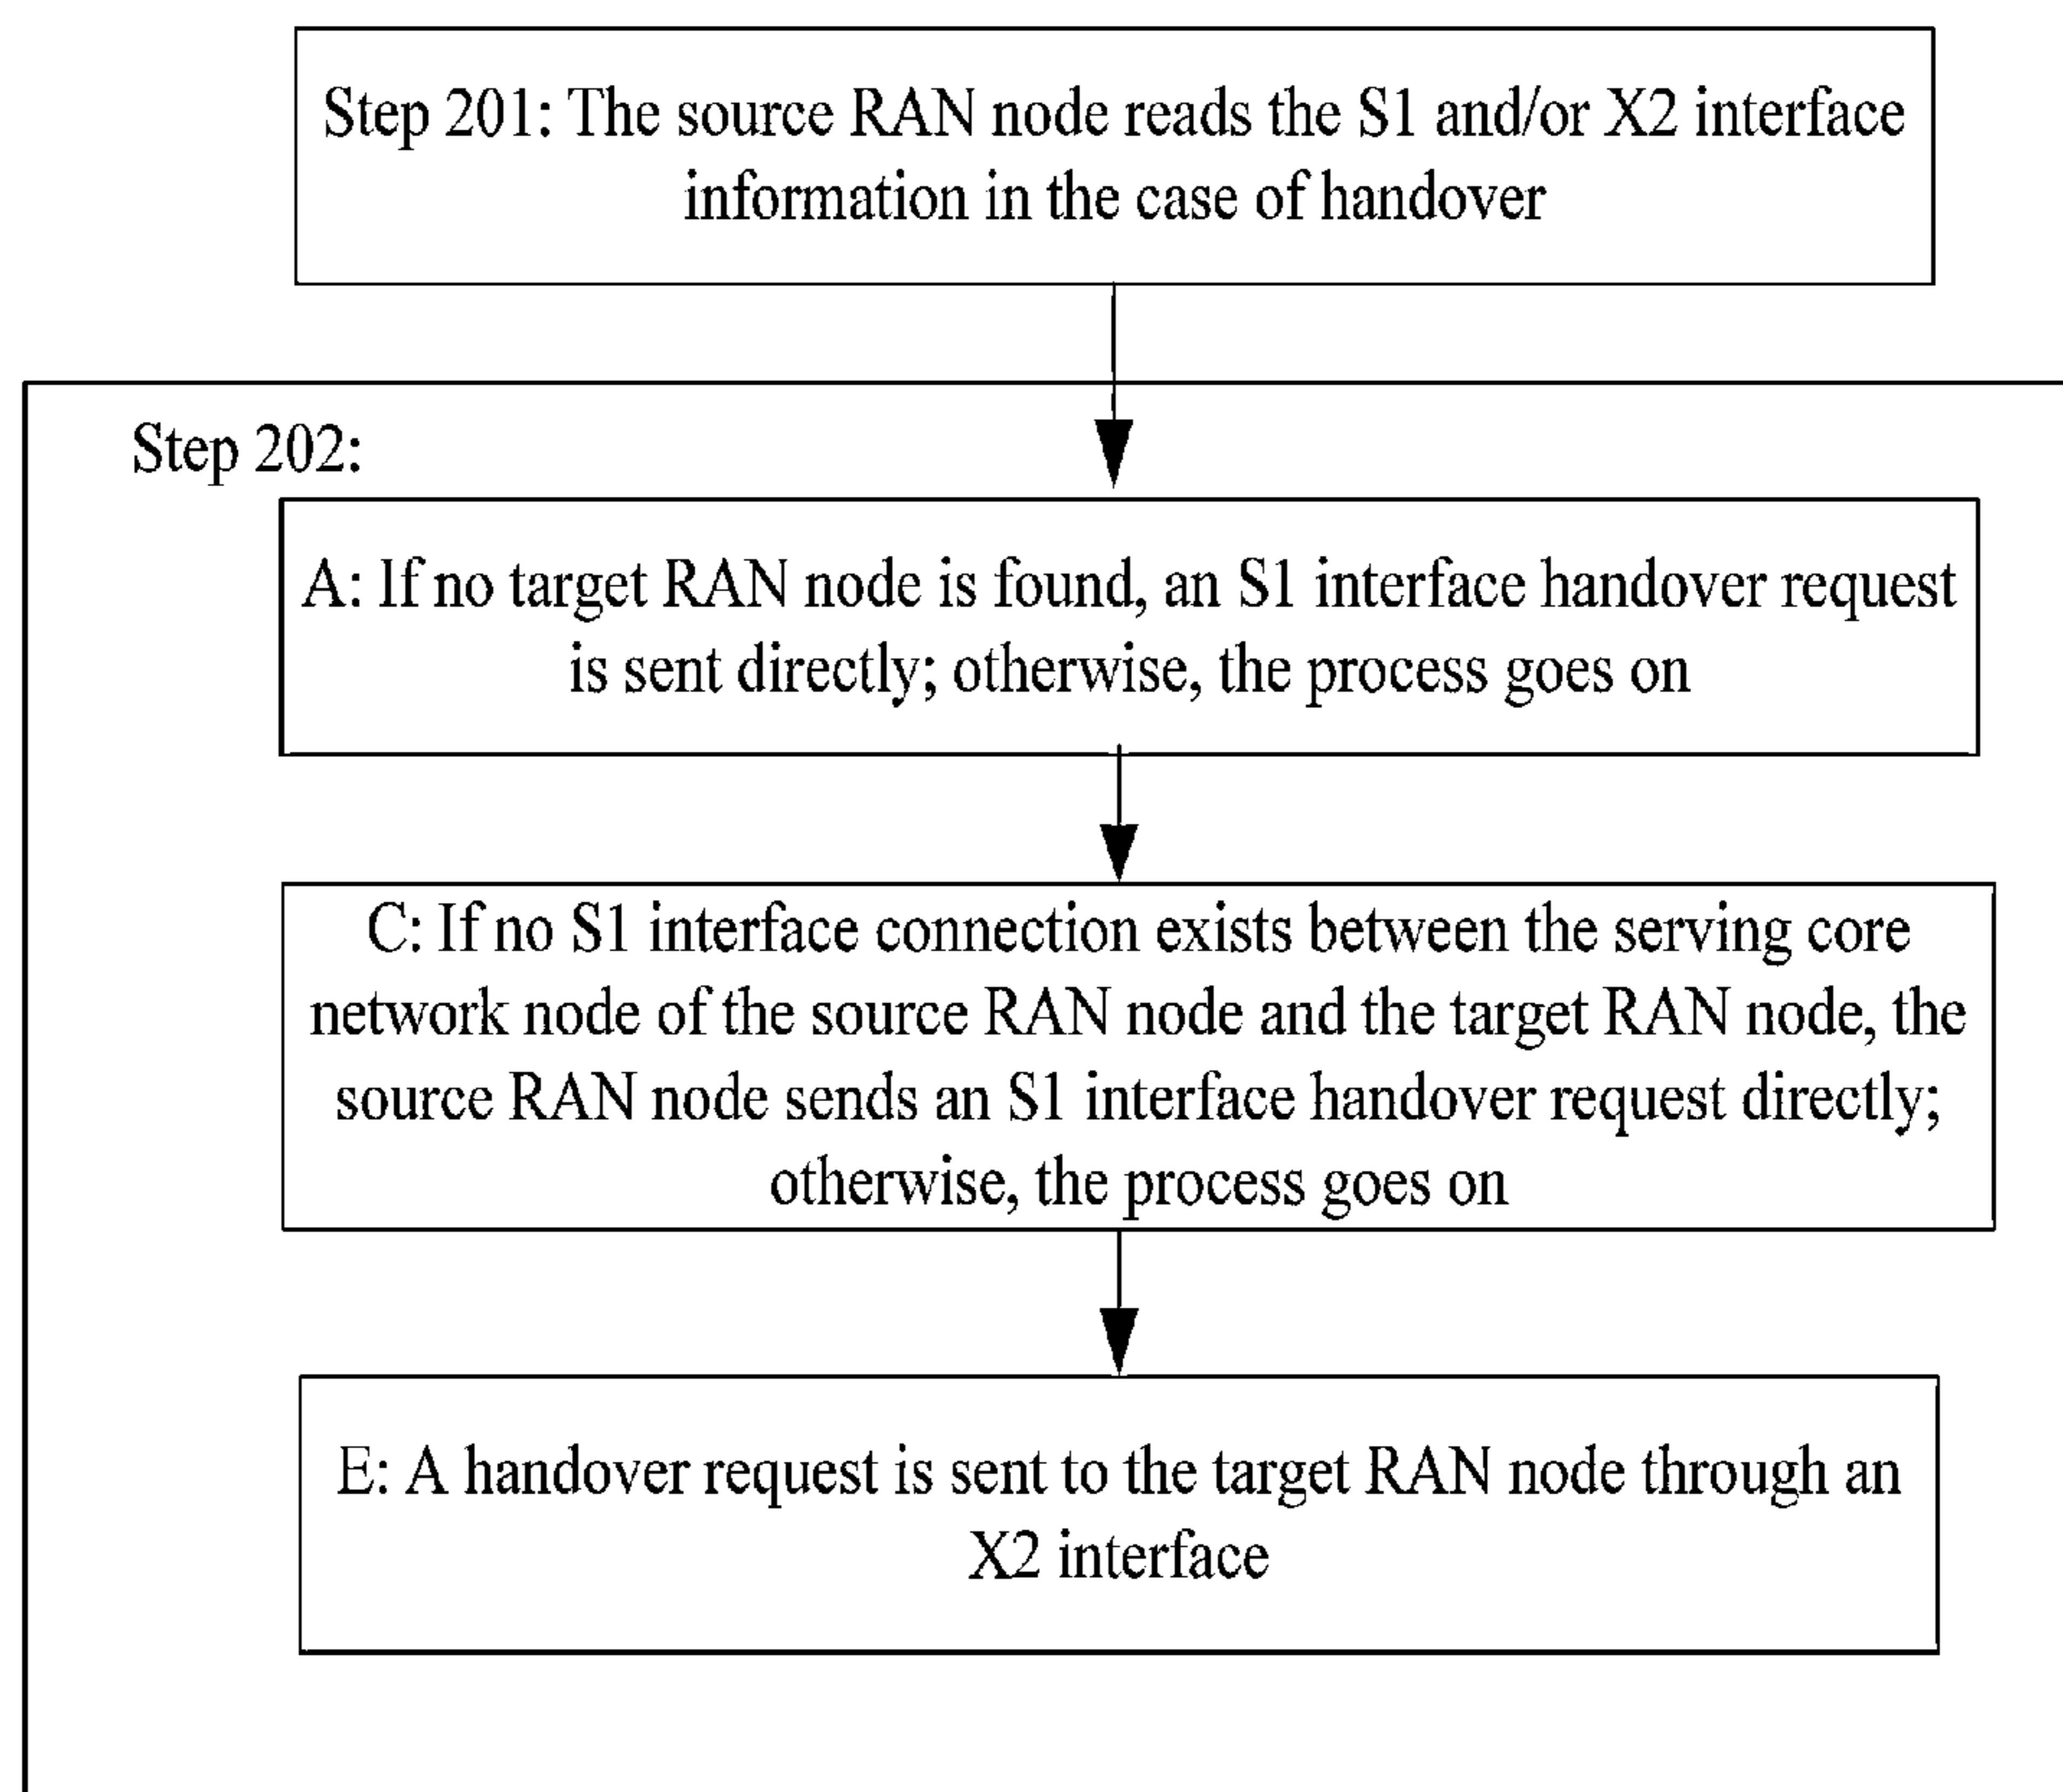 Step 201: The source RAN node reads the S1 and/or X2 interface
information in the case of handover
Step 202:
A: If no target RAN node is found, an S1 interface handover request
is sent directly; otherwise, the process goes on
C: If no S1 interface connection exists between the serving core
network node of the source RAN node and the target RAN node, the
source RAN node sends an S1 interface handover request directly;
otherwise, the process goes on
E: A handover request is sent to the target RAN node through an
X2 interface